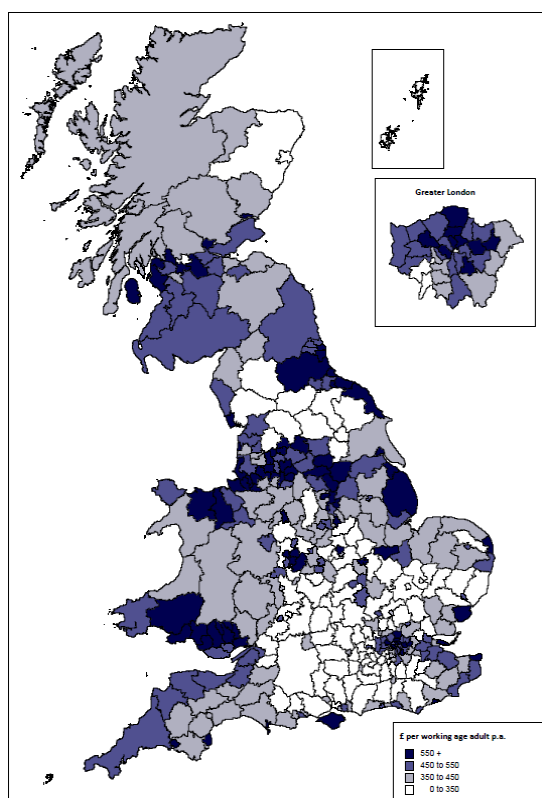 Greater London
£ per working age adult p.a.
550 +
450 to 550
350 to 450
0 to 350